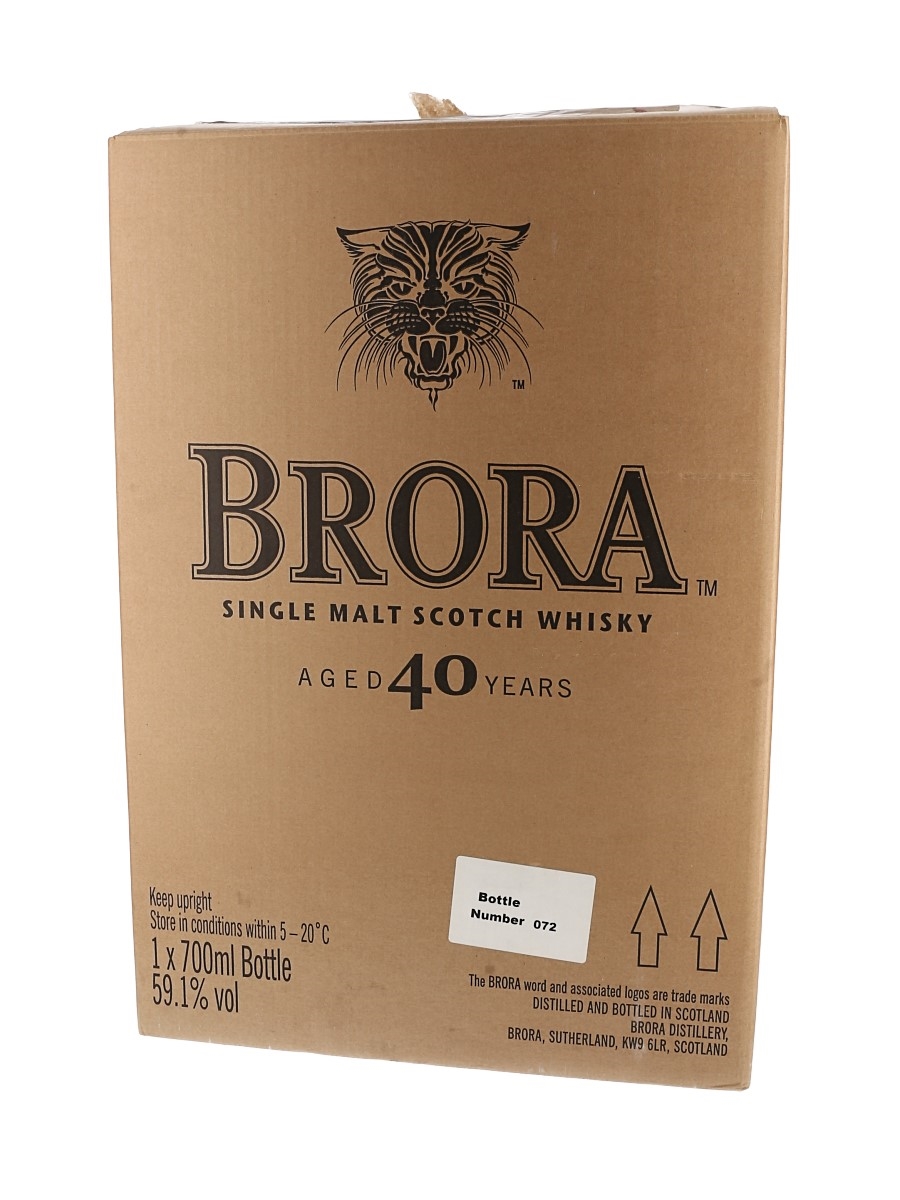 TM
BRORA TM
SINGLE MALT SCOTCH WHISKY
AGED 40 YEARS
Keep upright
Store in conditions within 5 – 20°C
1 x 700ml Bottle
59.1% vol
Bottle
Number 072
The BRORA word and associated logos are trade marks
DISTILLED AND BOTTLED IN SCOTLAND
BRORA DISTILLERY,
BRORA, SUTHERLAND, KW9 6LR, SCOTLAND